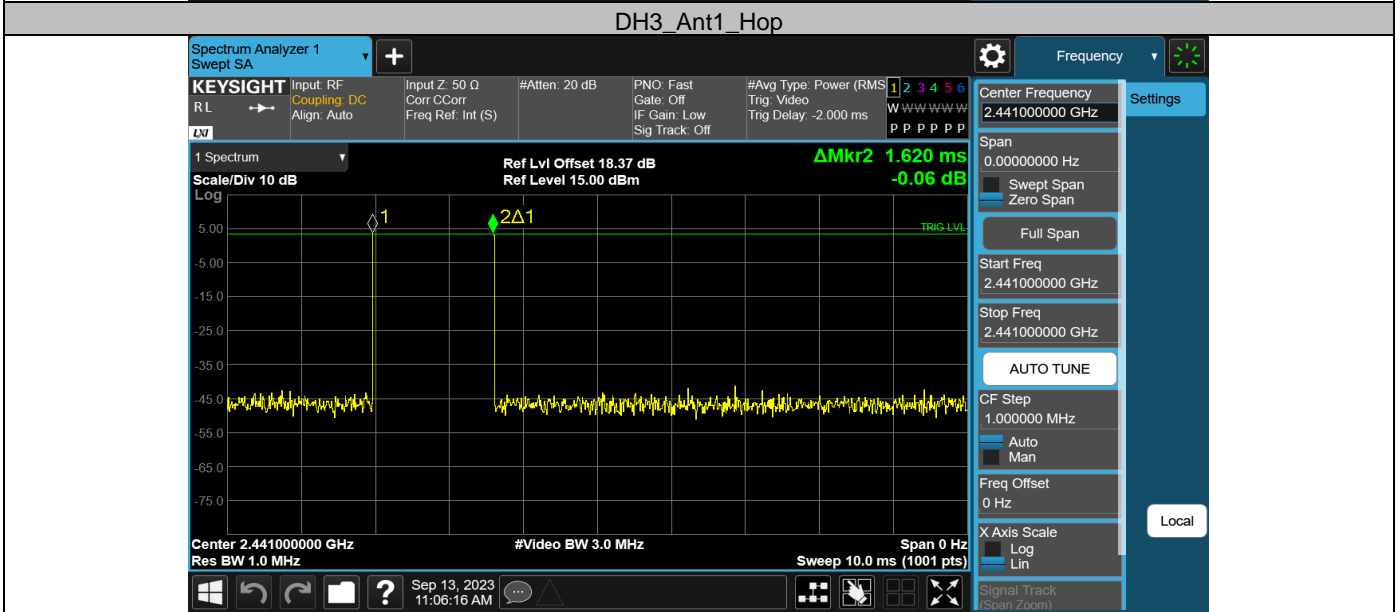 DH3_Ant1_Hop
Spectrum Analyzer 1
Swept SA
+
Frequency
KEYSIGHT
R L
LXI
Input: RF
Coupling: DC
Align: Auto
Input Z: 50 Ω
Corr CCorr
Freq Ref: Int (S)
#Atten: 20 dB
PNO: Fast
Gate: Off
IF Gain: Low
Sig Track: Off
#Avg Type: Power (RMS
Trig: Video
Trig Delay: -2.000 ms
1 2 3 4 5 6
W W W W W W
P P P P P P
1 Spectrum
Scale/Div 10 dB
Log
Ref Lvl Offset 18.37 dB
Ref Level 15.00 dBm
ΔMkr2 1.620 ms
-0.06 dB
1
2Δ1
TRIG LVL
5.00
-5.00
-15.0
-25.0
-35.0
-45.0
-55.0
-65.0
-75.0
Center 2.441000000 GHz
#Video BW 3.0 MHz
Span 0 Hz
Res BW 1.0 MHz
Sweep 10.0 ms (1001 pts)
Center Frequency
2.441000000 GHz
Settings
Span
0.00000000 Hz
Swept Span
Zero Span
Full Span
Start Freq
2.441000000 GHz
Stop Freq
2.441000000 GHz
AUTO TUNE
CF Step
1.000000 MHz
Auto
Man
Freq Offset
0 Hz
X Axis Scale
Log
Lin
Local
Signal Track
(Span Zoom)
?
Sep 13, 2023
11:06:16 AM